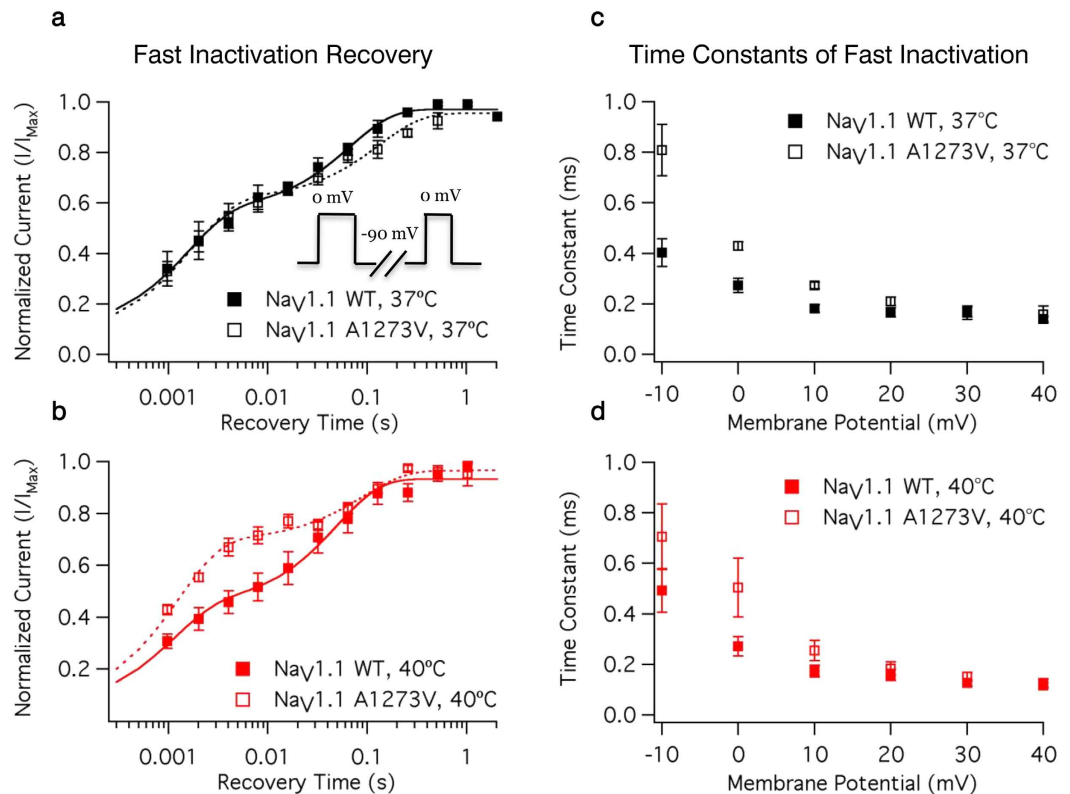 a
Fast Inactivation Recovery
Normalized Current (I/I_Max)
1.0
0.8
0.6
0.4
0.2
0.0
0 mV
0 mV
-90 mV
NaV1.1 WT, 37ºC
NaV1.1 A1273V, 37ºC
0.001
0.01
0.1
1
Recovery Time (s)
b
Normalized Current (I/I_Max)
1.0
0.8
0.6
0.4
0.2
NaV1.1 WT, 40ºC
NaV1.1 A1273V, 40ºC
0.001
0.01
0.1
1
Recovery Time (s)
c
Time Constants of Fast Inactivation
Time Constant (ms)
1.0
0.8
0.6
0.4
0.2
0.0
NaV1.1 WT, 37°C
NaV1.1 A1273V, 37°C
-10
0
10
20
30
40
Membrane Potential (mV)
d
Time Constant (ms)
1.0
0.8
0.6
0.4
0.2
0.0
NaV1.1 WT, 40°C
NaV1.1 A1273V, 40°C
-10
0
10
20
30
40
Membrane Potential (mV)